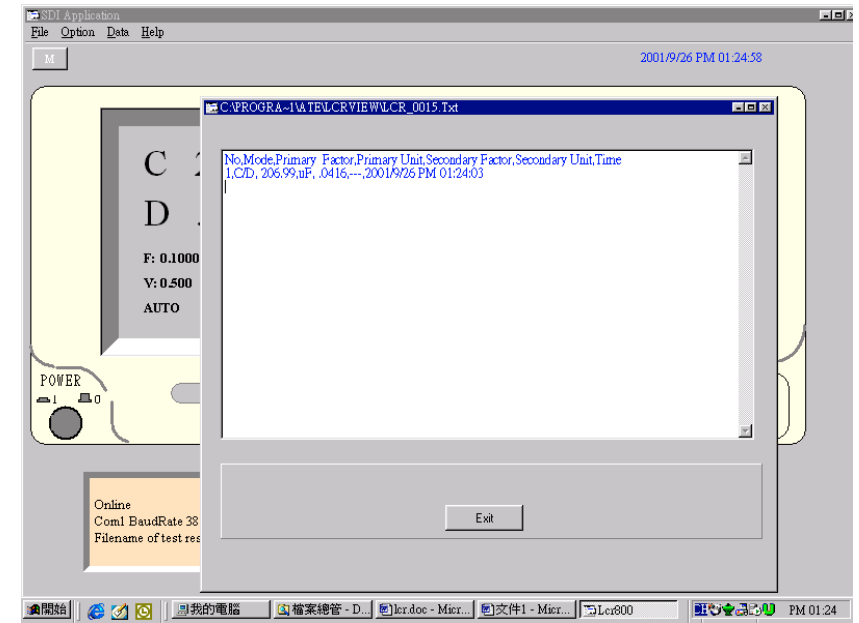 SDI Application
File Option Data Help
M
2001/9/26 PM 01:24:58
C:\PROGRA~1\ATE\LCRVIEW\LCR_0015.Txt
No,Mode,Primary Factor,Primary Unit,Secondary Factor,Secondary Unit,Time
1,C/D, 206.99,uF, .0416,---,2001/9/26 PM 01:24:03
C 2
D .
F: 0.1000
V: 0.500
AUTO
POWER
1 0
Online
Com1 BaudRate 38
Filename of test res
Exit
開始
我的電腦
檔案總管 - D...
lcr.doc - Micr...
文件1 - Micr...
Lcr800
PM 01:24